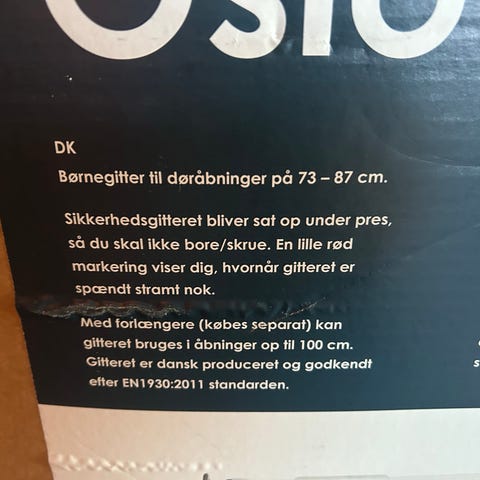 Oslo
DK
Børnegitter til døråbninger på 73 – 87 cm.
Sikkerhedsgitteret bliver sat op under pres,
så du skal ikke bore/skrue. En lille rød
markering viser dig, hvornår gitteret er
spændt stramt nok.
Med forlængere (købes separat) kan
gitteret bruges i åbninger op til 100 cm.
Gitteret er dansk produceret og godkendt
efter EN1930:2011 standarden.